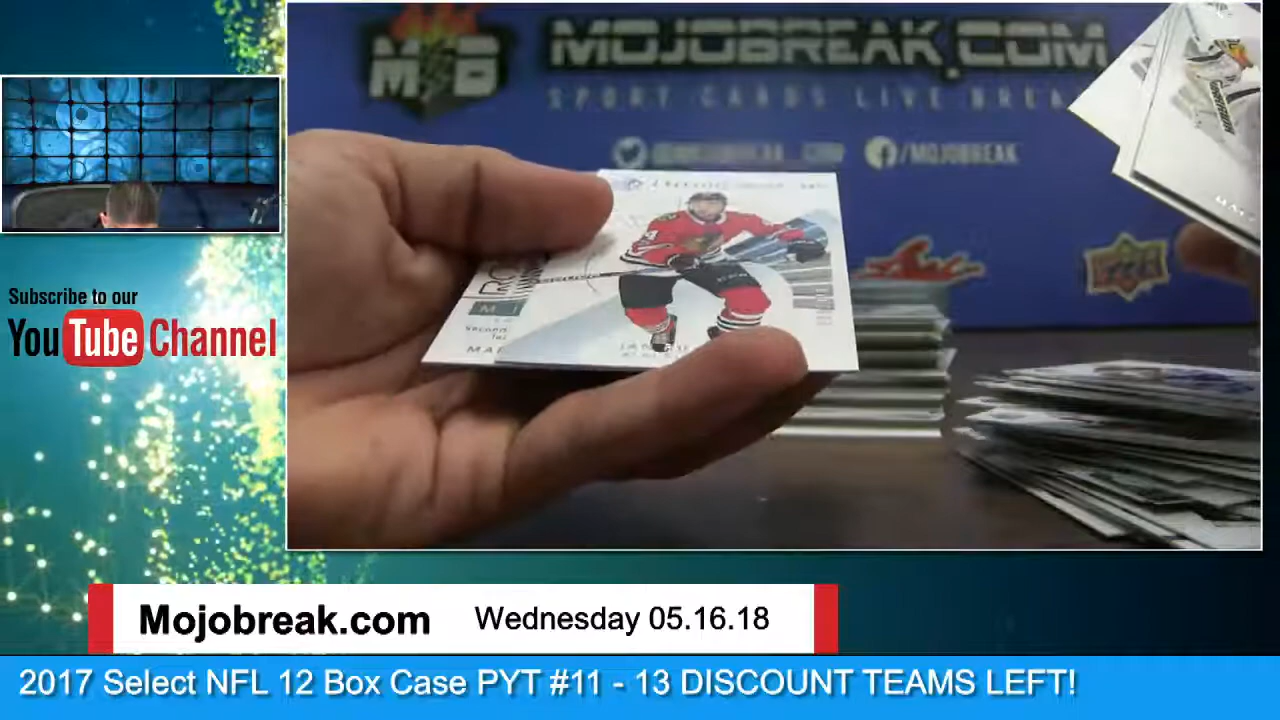 MOJOBREAK.COM
M B
SPORT CARDS LIVE BREA
/MOJOBREAK
Subscribe to our
YouTube Channel
Mojobreak.com
Wednesday 05.16.18
2017 Select NFL 12 Box Case PYT #11 - 13 DISCOUNT TEAMS LEFT!